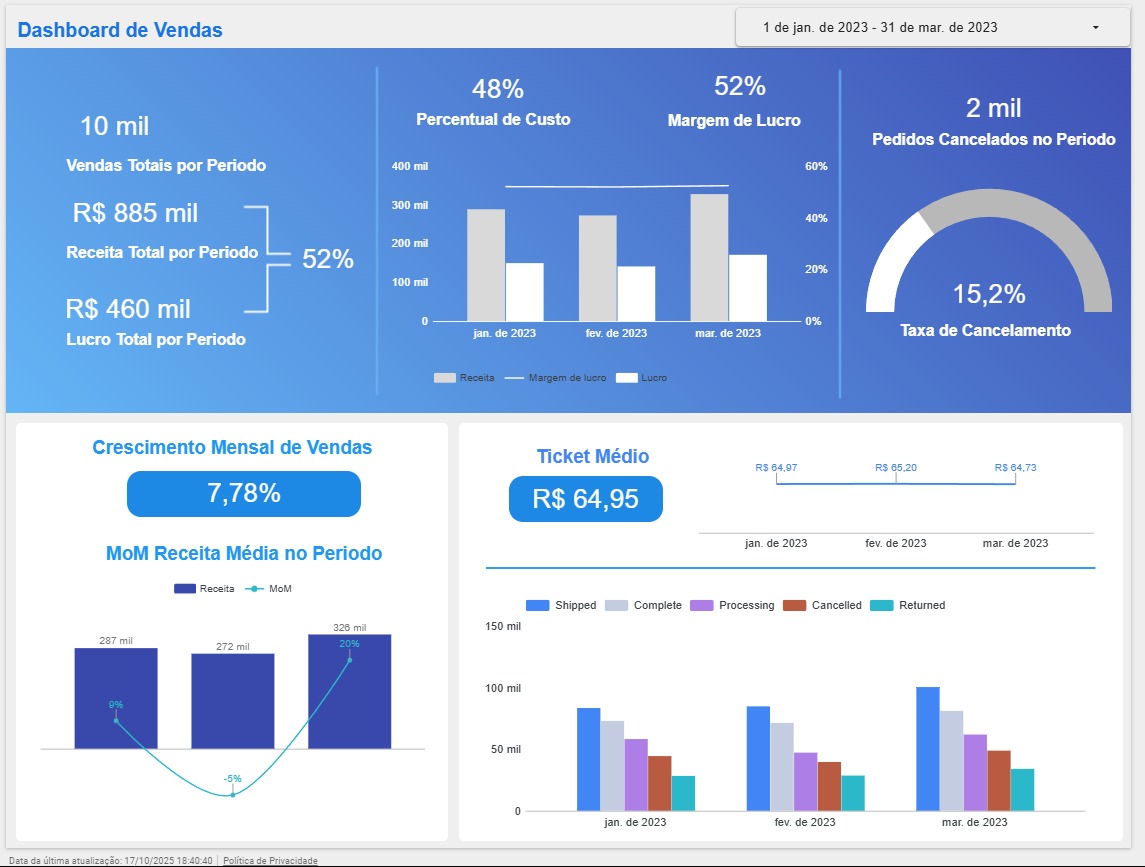 Dashboard de Vendas
1 de jan. de 2023 - 31 de mar. de 2023
10 mil
Vendas Totais por Periodo
R$ 885 mil
Receita Total por Periodo
52%
R$ 460 mil
Lucro Total por Periodo
48%
Percentual de Custo
52%
Margem de Lucro
400 mil
300 mil
200 mil
100 mil
0
60%
40%
20%
0%
jan. de 2023
fev. de 2023
mar. de 2023
Receita
Margem de lucro
Lucro
2 mil
Pedidos Cancelados no Periodo
15,2%
Taxa de Cancelamento
Crescimento Mensal de Vendas
7,78%
MoM Receita Média no Periodo
Receita
MoM
287 mil
272 mil
326 mil
9%
-5%
20%
Ticket Médio
R$ 64,95
R$ 64,97
R$ 65,20
R$ 64,73
jan. de 2023
fev. de 2023
mar. de 2023
Shipped
Complete
Processing
Cancelled
Returned
150 mil
100 mil
50 mil
0
jan. de 2023
fev. de 2023
mar. de 2023
Data da última atualização: 17/10/2025 18:40:40
Política de Privacidade